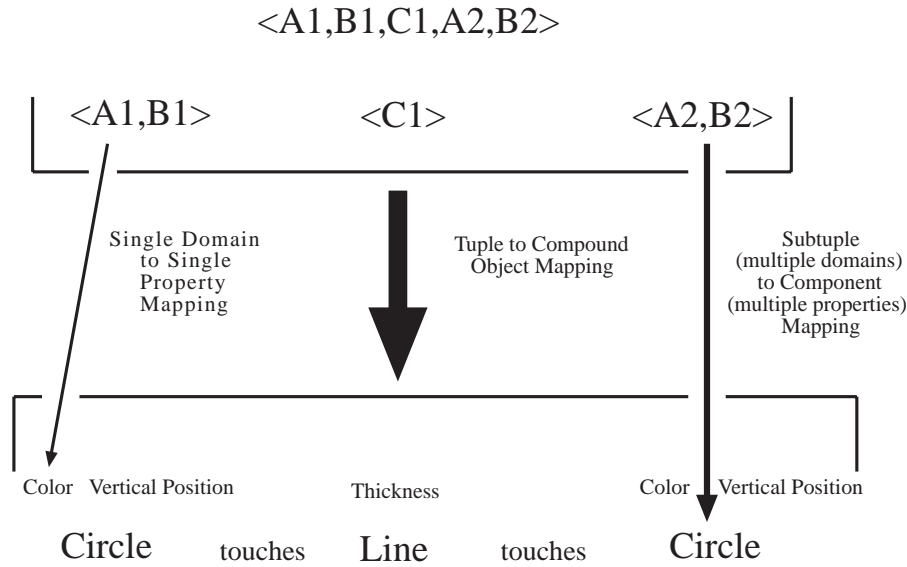 <A1,B1,C1,A2,B2>
<A1,B1> <C1> <A2,B2>
Single Domain
to Single
Property
Mapping
Tuple to Compound
Object Mapping
Subtuple
(multiple domains)
to Component
(multiple properties)
Mapping
Color Vertical Position Thickness Color Vertical Position
Circle touches Line touches Circle